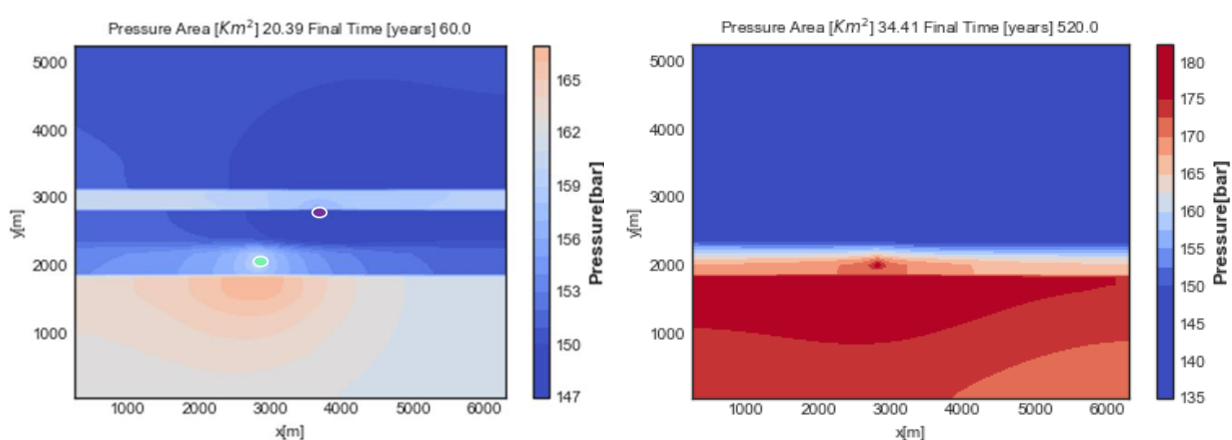 Pressure Area [Km²] 20.39 Final Time [years] 60.0
5000
4000
3000
2000
1000
y[m]
1000 2000 3000 4000 5000 6000
x[m]
165
162
159
156
153
150
147
Pressure[bar]
Pressure Area [Km²] 34.41 Final Time [years] 520.0
5000
4000
3000
2000
1000
y[m]
1000 2000 3000 4000 5000 6000
x[m]
180
175
170
165
160
155
150
145
140
135
Pressure[bar]